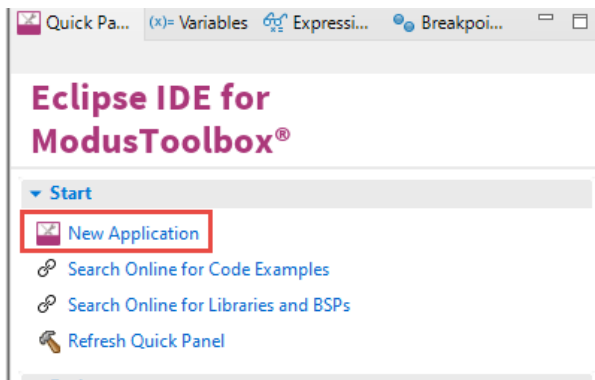 Quick Pa... (x)= Variables Expressi... Breakpoi...
Eclipse IDE for
ModusToolbox®
Start
New Application
Search Online for Code Examples
Search Online for Libraries and BSPs
Refresh Quick Panel